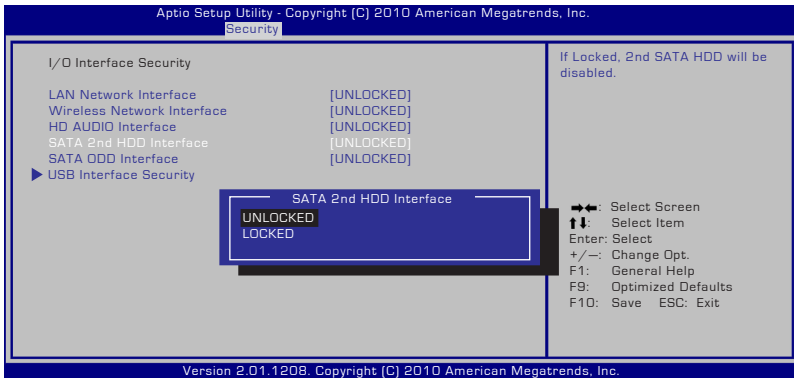 Aptio Setup Utility - Copyright (C) 2010 American Megatrends, Inc.
Security
I/O Interface Security
LAN Network Interface [UNLOCKED]
Wireless Network Interface [UNLOCKED]
HD AUDIO Interface [UNLOCKED]
SATA 2nd HDD Interface [UNLOCKED]
SATA ODD Interface [UNLOCKED]
USB Interface Security
SATA 2nd HDD Interface
UNLOCKED
LOCKED
If Locked, 2nd SATA HDD will be
disabled.
→←: Select Screen
↑↓: Select Item
Enter: Select
+/—: Change Opt.
F1: General Help
F9: Optimized Defaults
F10: Save ESC: Exit
Version 2.01.1208. Copyright (C) 2010 American Megatrends, Inc.